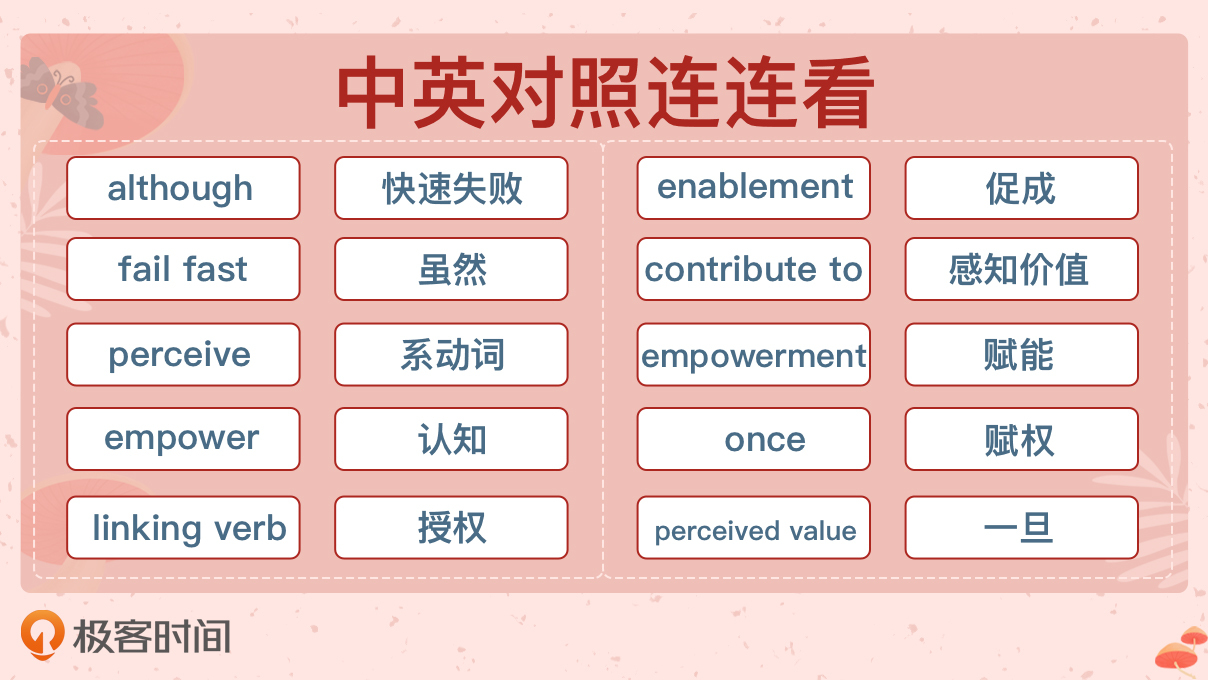 中英对照连连看
although 快速失败 enablement 促成
fail fast 虽然 contribute to 感知价值
perceive 系动词 empowerment 赋能
empower 认知 once 赋权
linking verb 授权 perceived value 一旦
极客时间